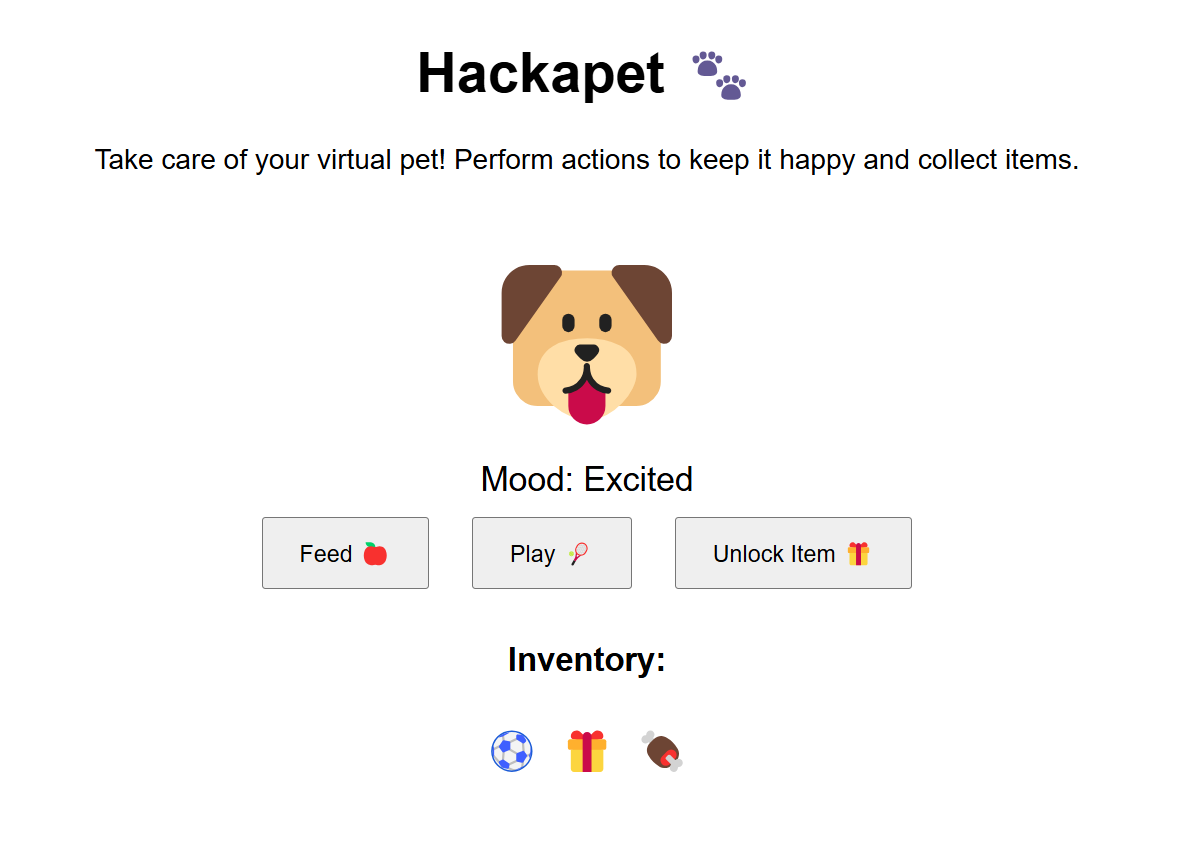 Hackapet 🐾
Take care of your virtual pet! Perform actions to keep it happy and collect items.
Mood: Excited
Feed 🍎
Play 🎾
Unlock Item 🎁
Inventory: